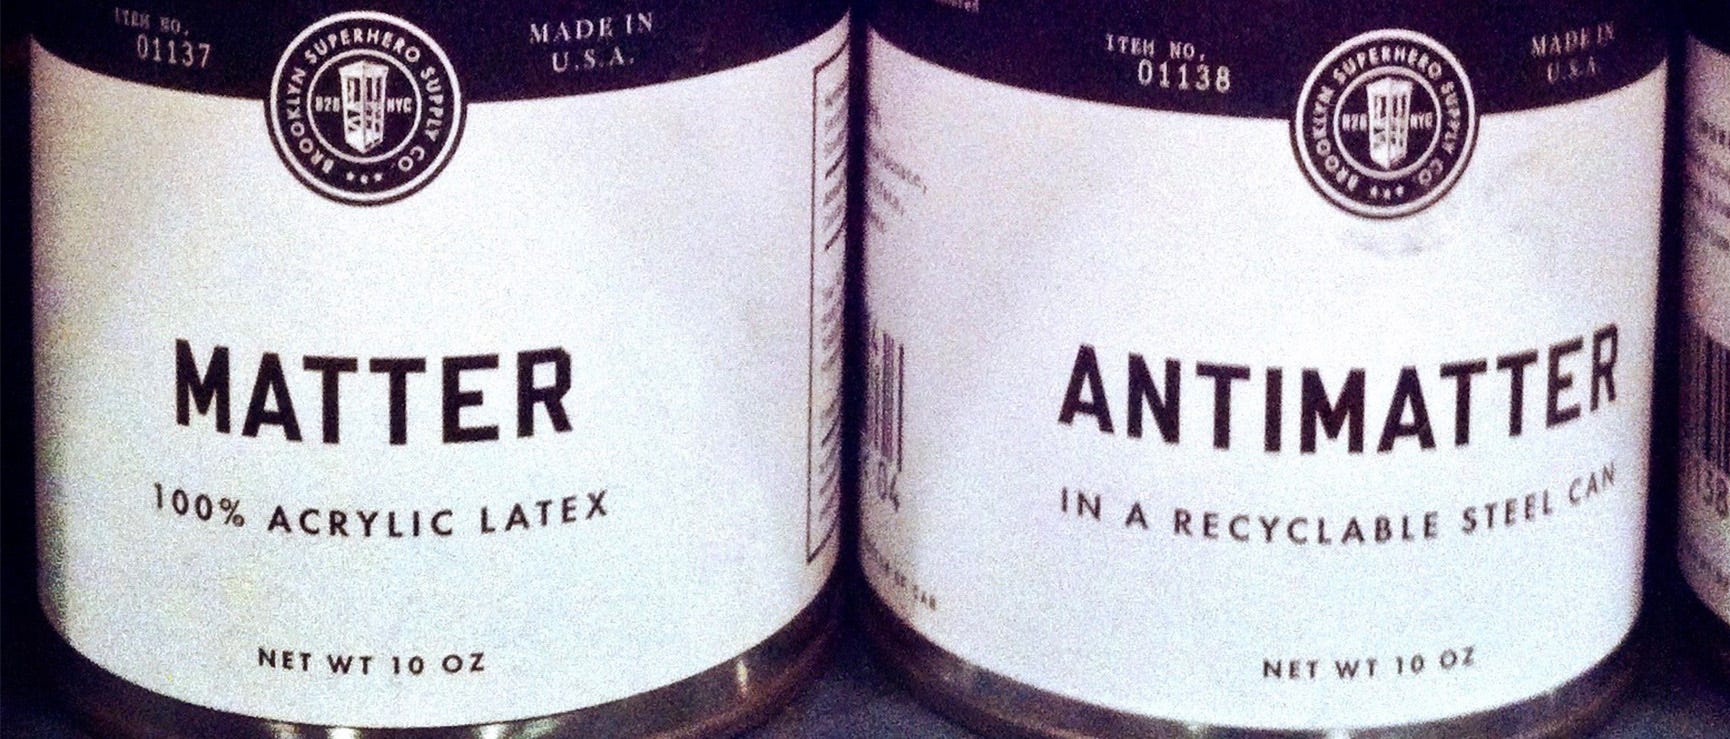 ITEM NO.
01137
BROOKLYN SUPERHERO SUPPLY CO.
NYC
MADE IN
U.S.A.
MATTER
100% ACRYLIC LATEX
NET WT 10 OZ
ITEM NO.
01138
BROOKLYN SUPERHERO SUPPLY CO.
NYC
MADE IN
U.S.A.
ANTIMATTER
IN A RECYCLABLE STEEL CAN
NET WT 10 OZ